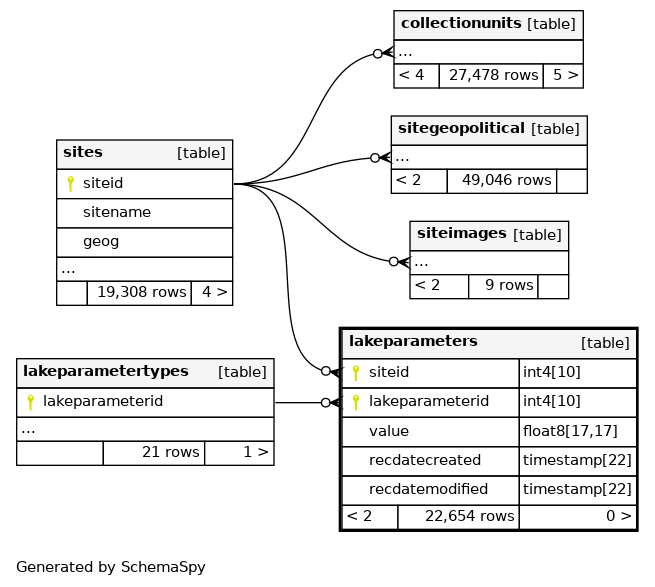 collectionunits [table]
...
< 4 27,478 rows 5 >
sitegeopolitical [table]
...
< 2 49,046 rows
sites [table]
siteid
sitename
geog
...
19,308 rows 4 >
siteimages [table]
...
< 2 9 rows
lakeparameters [table]
siteid int4[10]
lakeparameterid int4[10]
value float8[17,17]
recdatecreated timestamp[22]
recdatemodified timestamp[22]
< 2 22,654 rows 0 >
lakeparametertypes [table]
lakeparameterid
...
21 rows 1 >
Generated by SchemaSpy